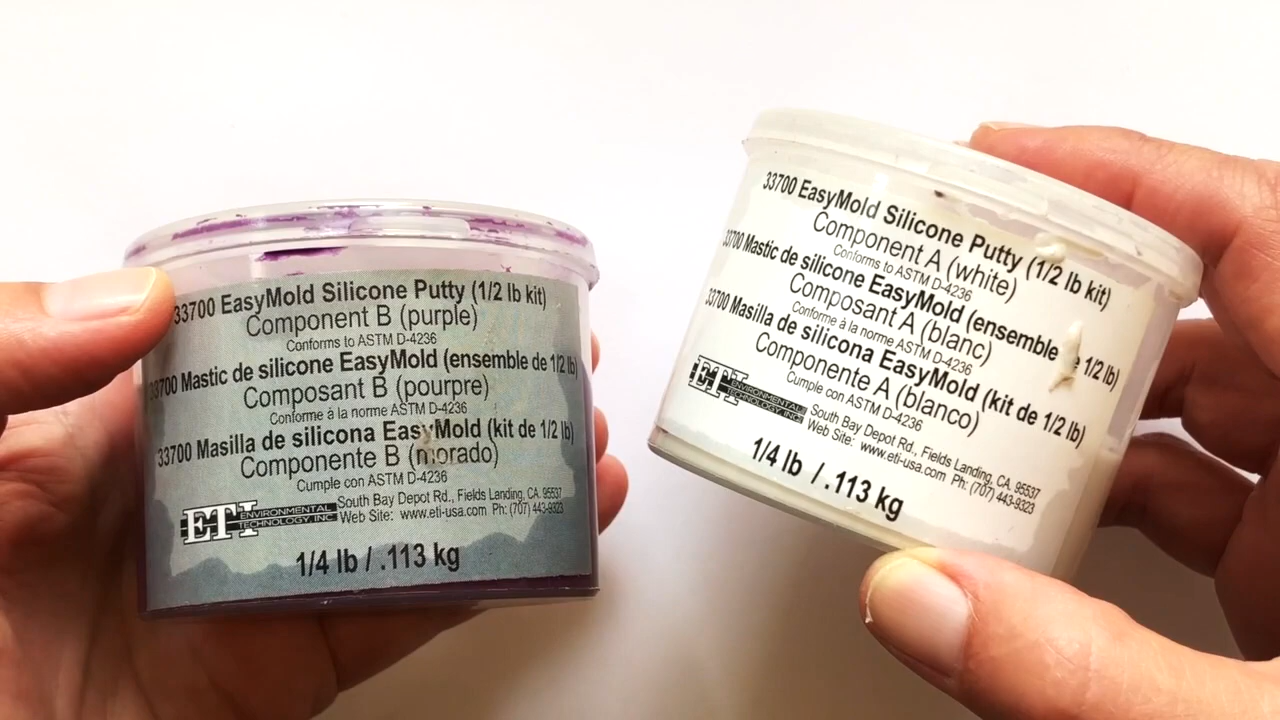 33700 EasyMold Silicone Putty (1/2 lb kit)
Component B (purple)
Conforms to ASTM D-4236
33700 Mastic de silicone EasyMold (ensemble de 1/2 lb)
Composant B (pourpre)
Conforme à la norme ASTM D-4236
33700 Masilla de silicona EasyMold (kit de 1/2 lb)
Componente B (morado)
Cumple con ASTM D-4236
ETI ENVIRONMENTAL
TECHNOLOGY, INC.
South Bay Depot Rd., Fields Landing, CA. 95537
Web Site: www.eti-usa.com Ph: (707) 443-9323
1/4 lb / .113 kg
33700 EasyMold Silicone Putty (1/2 lb kit)
Component A (white)
Conforms to ASTM D-4236
33700 Mastic de silicone EasyMold (ensemble de 1/2 lb)
Composant A (blanc)
Conforme à la norme ASTM D-4236
33700 Masilla de silicona EasyMold (kit de 1/2 lb)
Componente A (blanco)
Cumple con ASTM D-4236
ETI ENVIRONMENTAL
TECHNOLOGY, INC.
South Bay Depot Rd., Fields Landing, CA. 95537
Web Site: www.eti-usa.com Ph: (707) 443-9323
1/4 lb / .113 kg